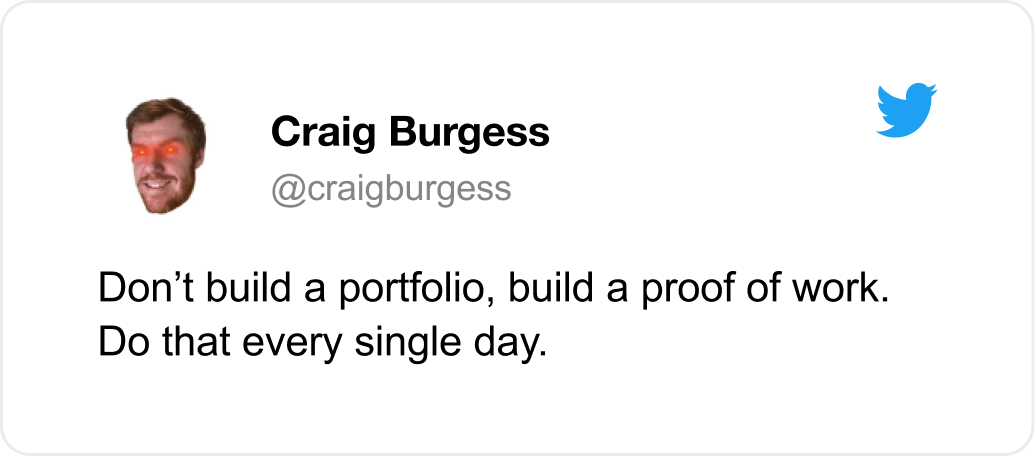 Craig Burgess
@craigburgess
Don’t build a portfolio, build a proof of work.
Do that every single day.